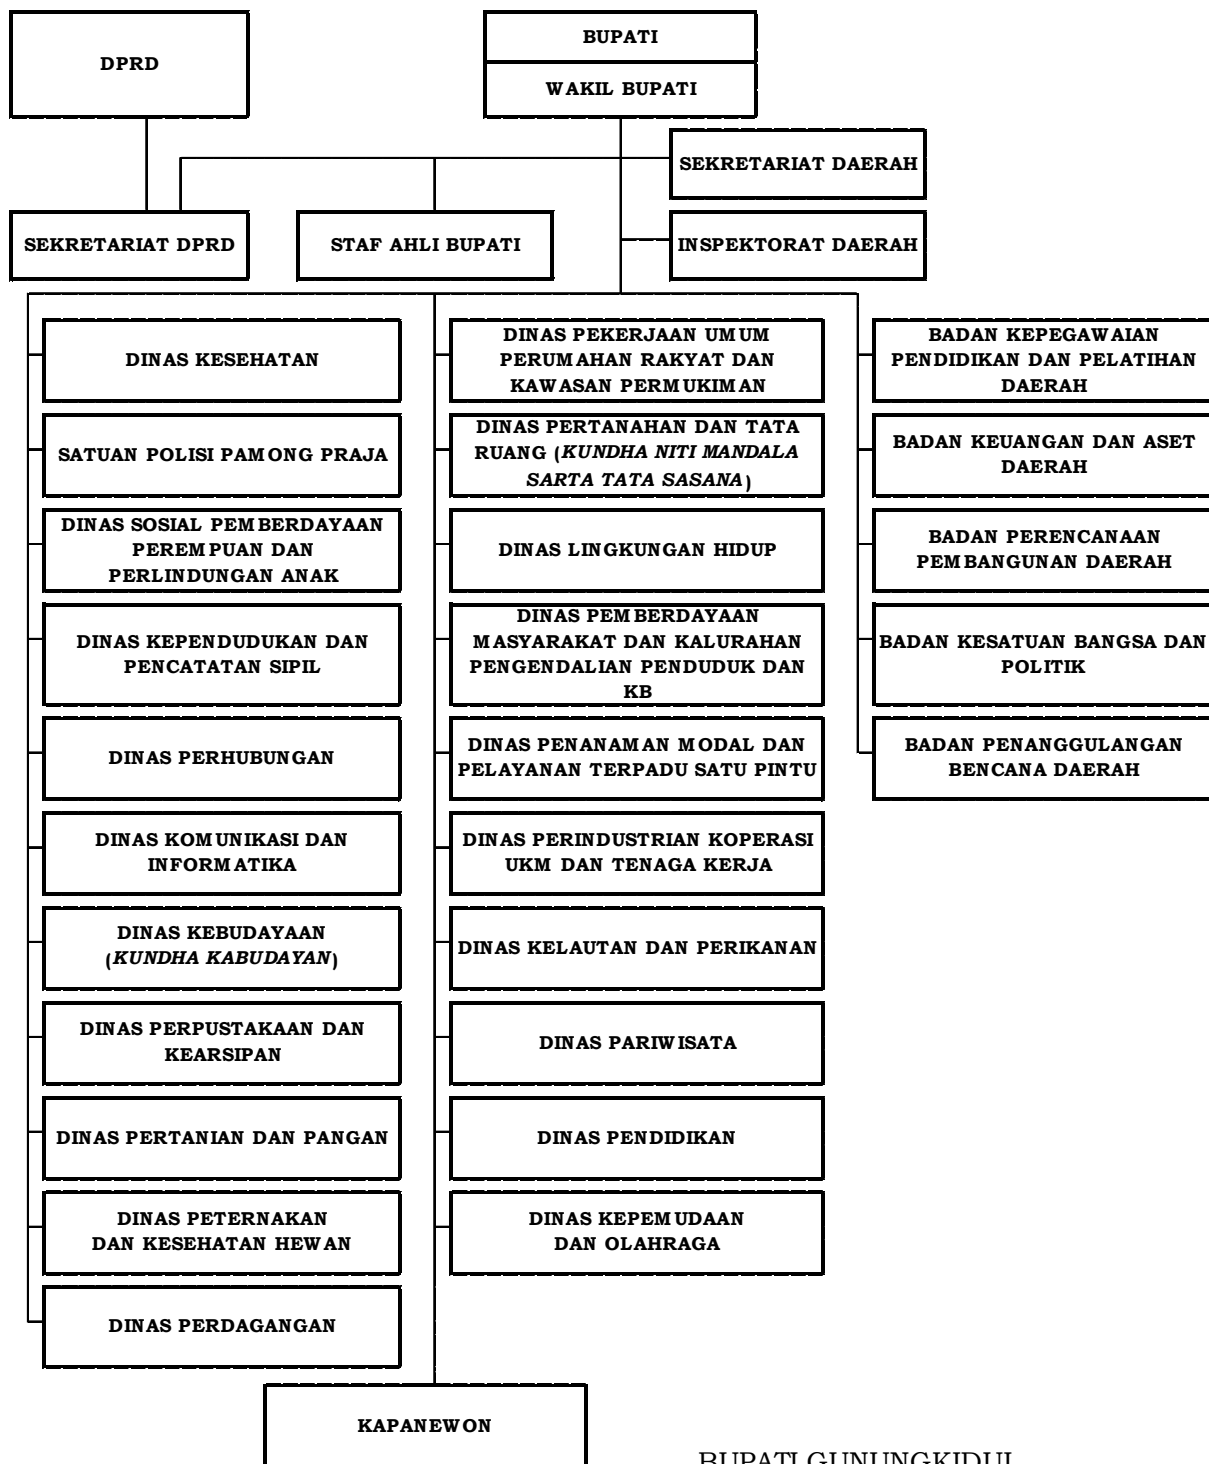 DPRD
BUPATI
WAKIL BUPATI
SEKRETARIAT DAERAH
SEKRETARIAT DPRD
STAF AHLI BUPATI
INSPEKTORAT DAERAH
DINAS KESEHATAN
SATUAN POLISI PAMONG PRAJA
DINAS SOSIAL PEMBERDAYAAN
PEREMPUAN DAN
PERLINDUNGAN ANAK
DINAS KEPENDUDUKAN DAN
PENCATATAN SIPIL
DINAS PERHUBUNGAN
DINAS KOMUNIKASI DAN
INFORMATIKA
DINAS KEBUDAYAAN
(KUNDHA KABUDAYAN)
DINAS PERPUSTAKAAN DAN
KEARSIPAN
DINAS PERTANIAN DAN PANGAN
DINAS PETERNAKAN
DAN KESEHATAN HEWAN
DINAS PERDAGANGAN
DINAS PEKERJAAN UMUM
PERUMAHAN RAKYAT DAN
KAWASAN PERMUKIMAN
DINAS PERTANAHAN DAN TATA
RUANG (KUNDHA NITI MANDALA
SARTA TATA SASANA)
DINAS LINGKUNGAN HIDUP
DINAS PEMBERDAYAAN
MASYARAKAT DAN KALURAHAN
PENGENDALIAN PENDUDUK DAN
KB
DINAS PENANAMAN MODAL DAN
PELAYANAN TERPADU SATU PINTU
DINAS PERINDUSTRIAN KOPERASI
UKM DAN TENAGA KERJA
DINAS KELAUTAN DAN PERIKANAN
DINAS PARIWISATA
DINAS PENDIDIKAN
DINAS KEPEMUDAAN
DAN OLAHRAGA
BADAN KEPEGAWAIAN
PENDIDIKAN DAN PELATIHAN
DAERAH
BADAN KEUANGAN DAN ASET
DAERAH
BADAN PERENCANAAN
PEMBANGUNAN DAERAH
BADAN KESATUAN BANGSA DAN
POLITIK
BADAN PENANGGULANGAN
BENCANA DAERAH
KAPANEWON
BUPATI GUNUNGKIDUL